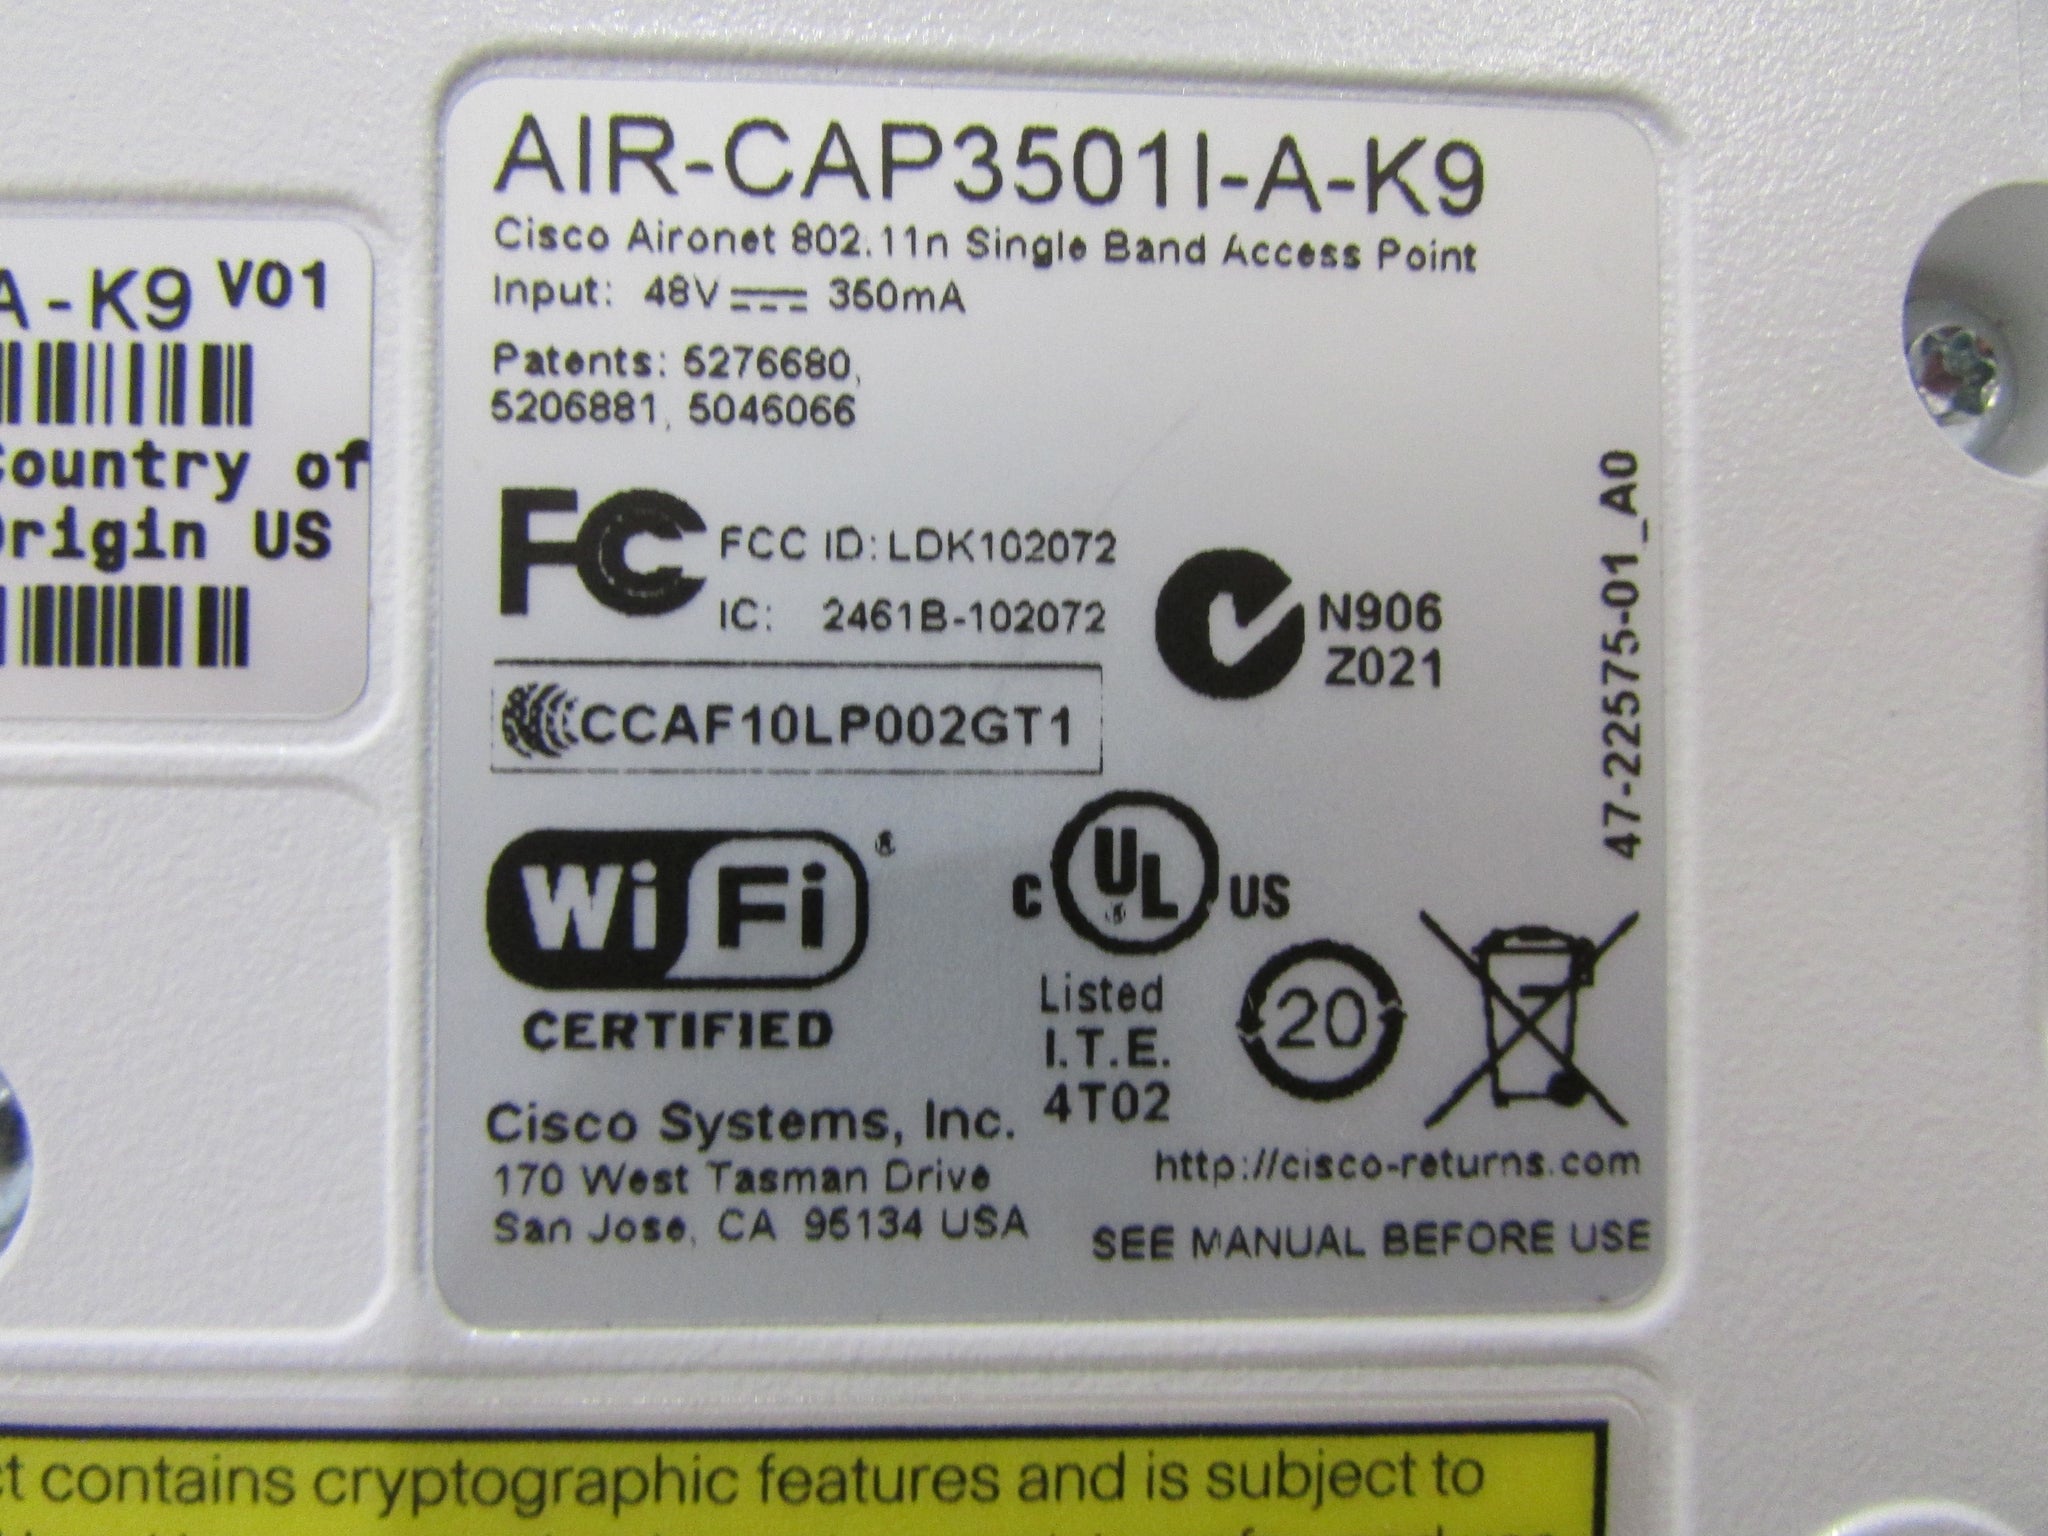 A-K9 V01
Country of
Origin US
AIR-CAP3501I-A-K9
Cisco Aironet 802.11n Single Band Access Point
Input: 48V 350mA
Patents: 5276680,
5206881, 5046066
FC FCC ID: LDK102072
IC: 2461B-102072
N906
Z021
CCAF10LP002GT1
47-22575-01_A0
Wi Fi ®
CERTIFIED
C UL ® US
Listed
I.T.E.
4T02
20
Cisco Systems, Inc.
170 West Tasman Drive
San Jose, CA 95134 USA
http://cisco-returns.com
SEE MANUAL BEFORE USE
ct contains cryptographic features and is subject to